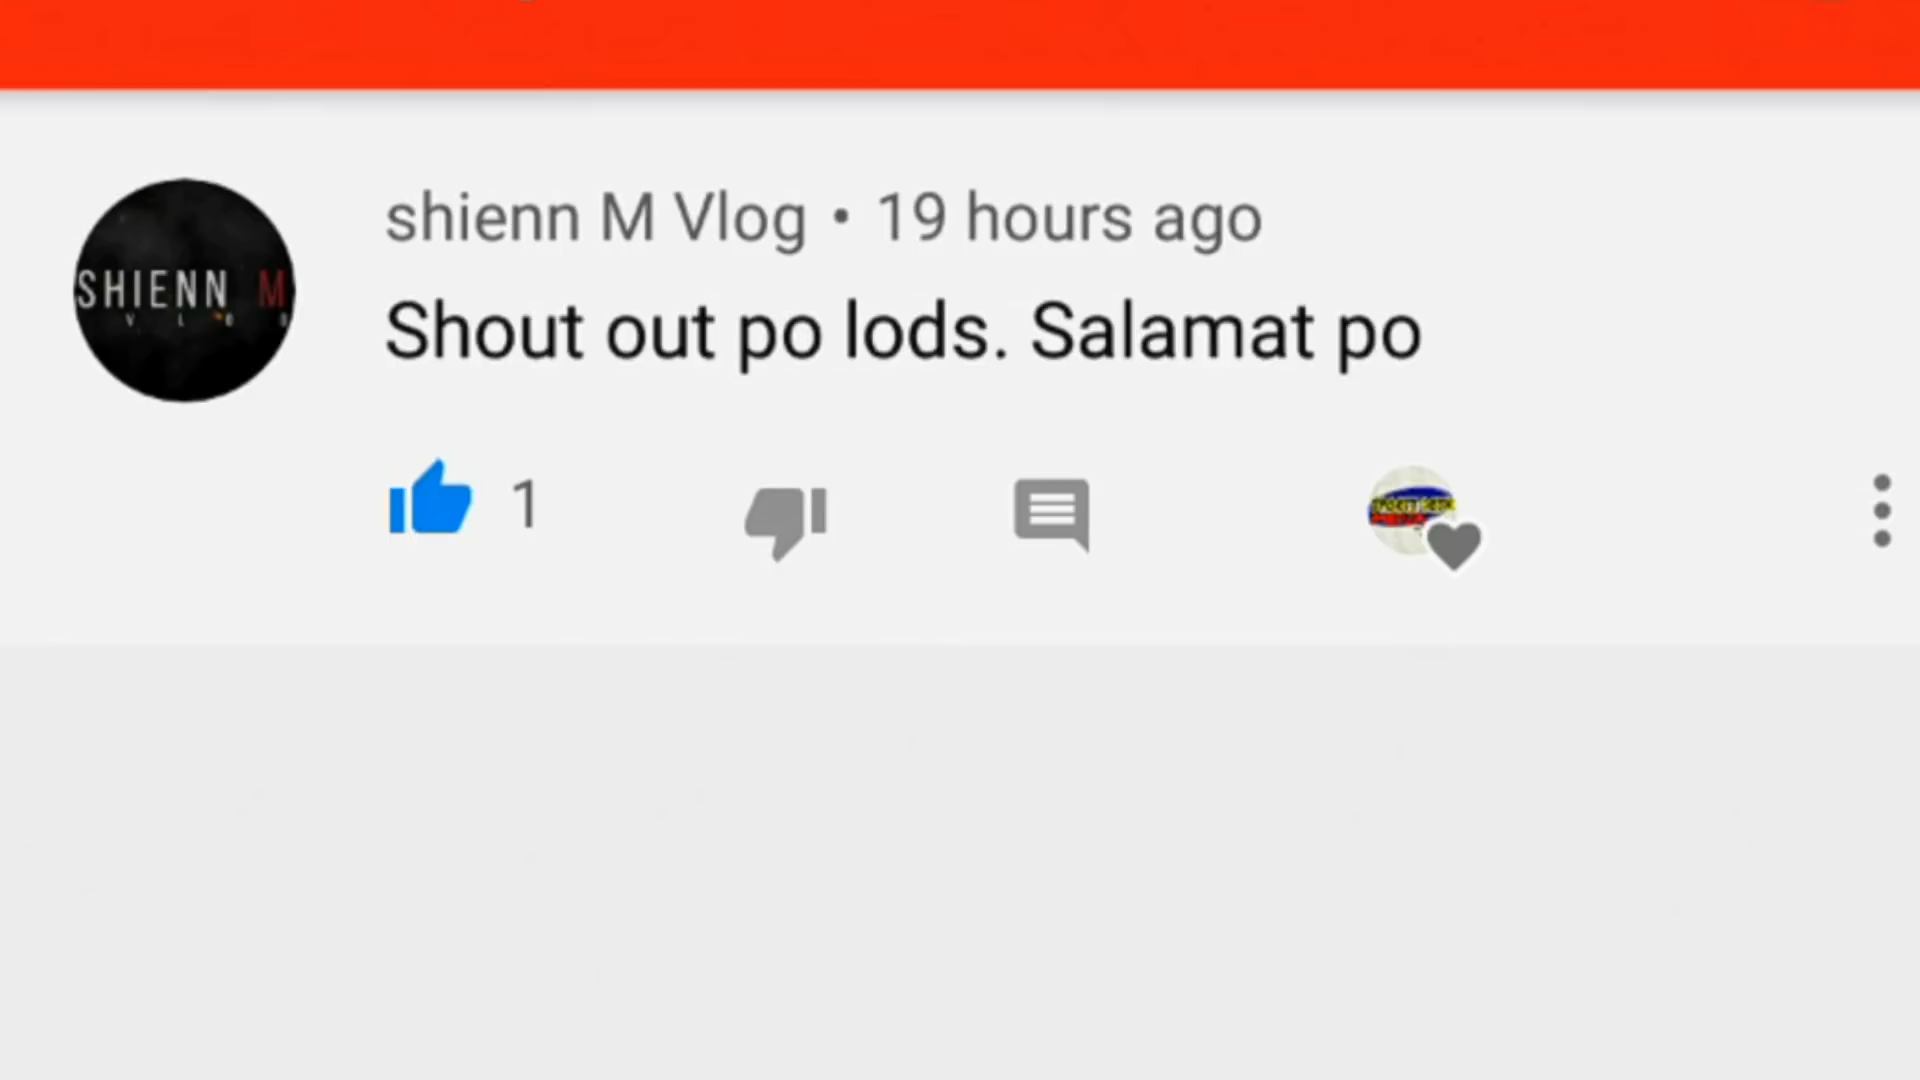 shienn M Vlog • 19 hours ago
SHIENN M
Shout out po lods. Salamat po
1